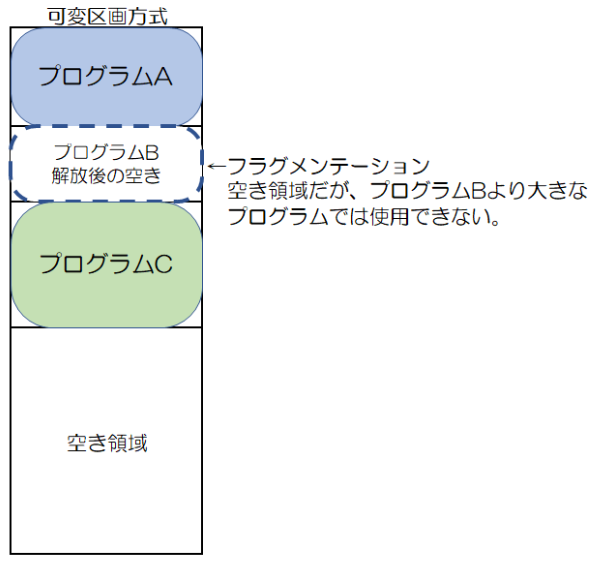 可変区画方式
プログラムA
プログラムB
解放後の空き
←フラグメンテーション
空き領域だが、プログラムBより大きな
プログラムでは使用できない。
プログラムC
空き領域